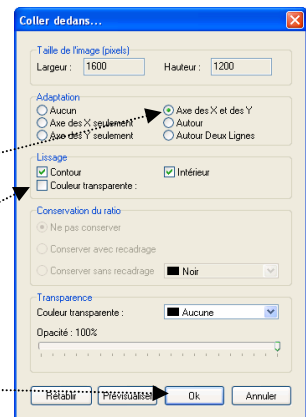 Coller dedans...
Taille de l'image (pixels)
Largeur : 1600 Hauteur : 1200
Adaptation
Aucun Axe des X et des Y
Axe des X seulement Autour
Axe des Y seulement Autour Deux Lignes
Lissage
Contour Intérieur
Couleur transparente :
Conservation du ratio
Ne pas conserver
Conserver avec recadrage
Conserver sans recadrage Noir
Transparence
Couleur transparente : Aucune
Opacité : 100%
Rétablir Prévisualiser Ok Annuler